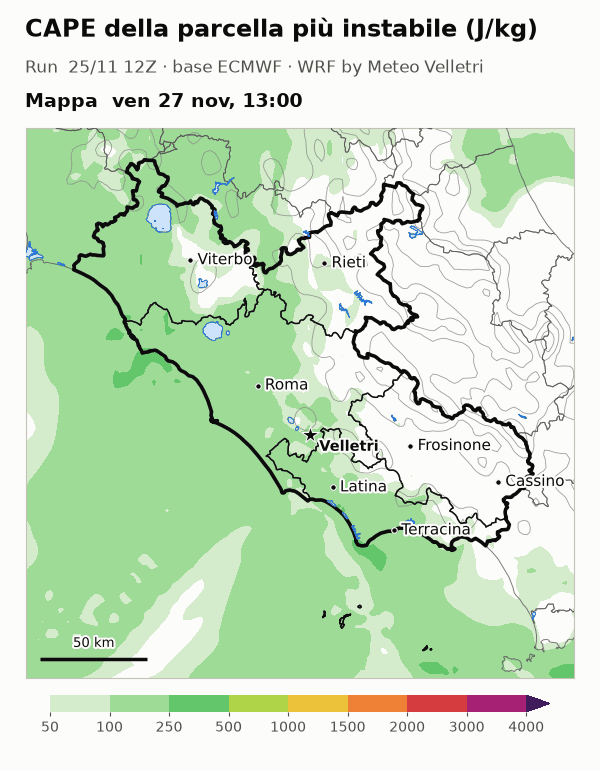 CAPE della parcella più instabile (J/kg)
Run  25/11 12Z · base ECMWF · WRF by Meteo Velletri
Mappa  ven 27 nov, 13:00
Viterbo
Rieti
Roma
Velletri
Frosinone
Latina
Cassino
Terracina
50 km
50 100 250 500 1000 1500 2000 3000 4000